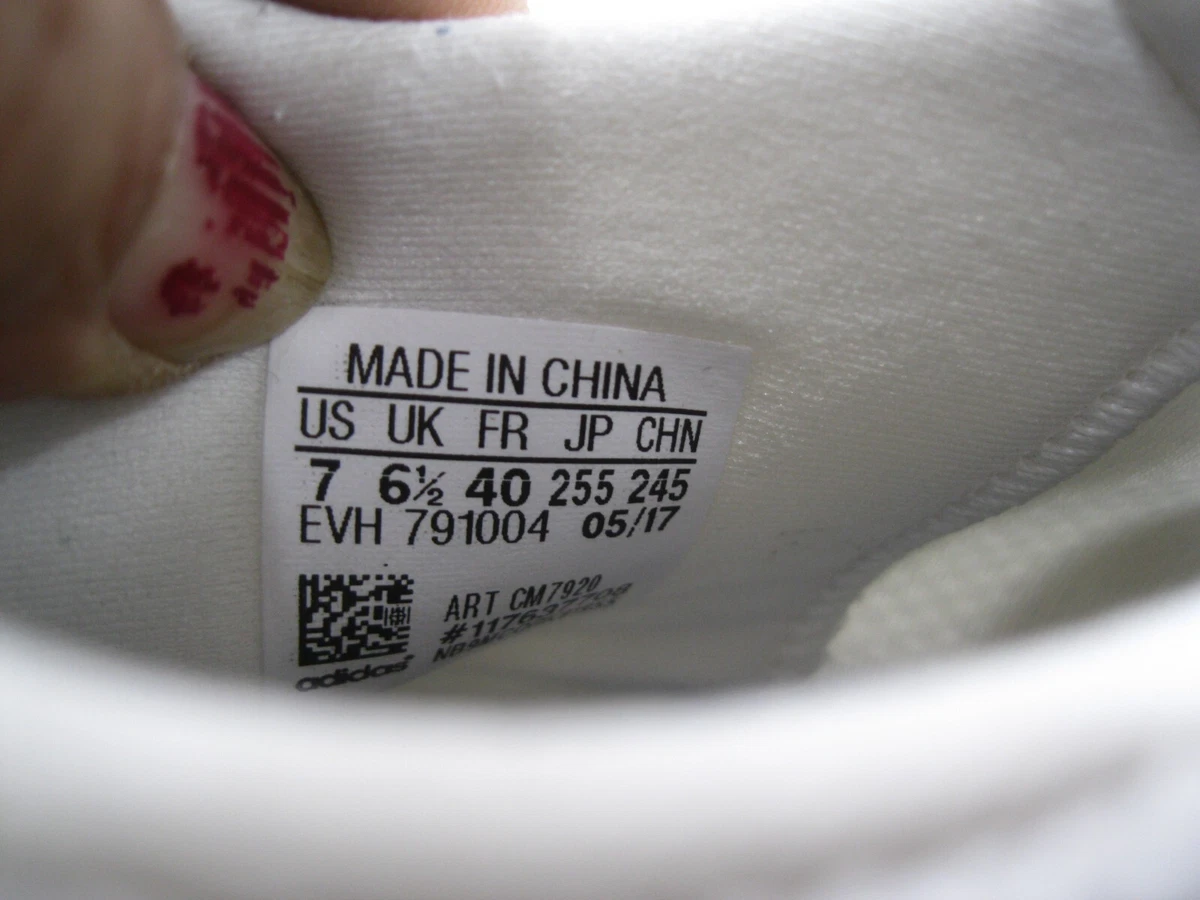 MADE IN CHINA
US UK FR JP CHN
7 6½ 40 255 245
EVH 791004 05/17
ART CM7920
adidas